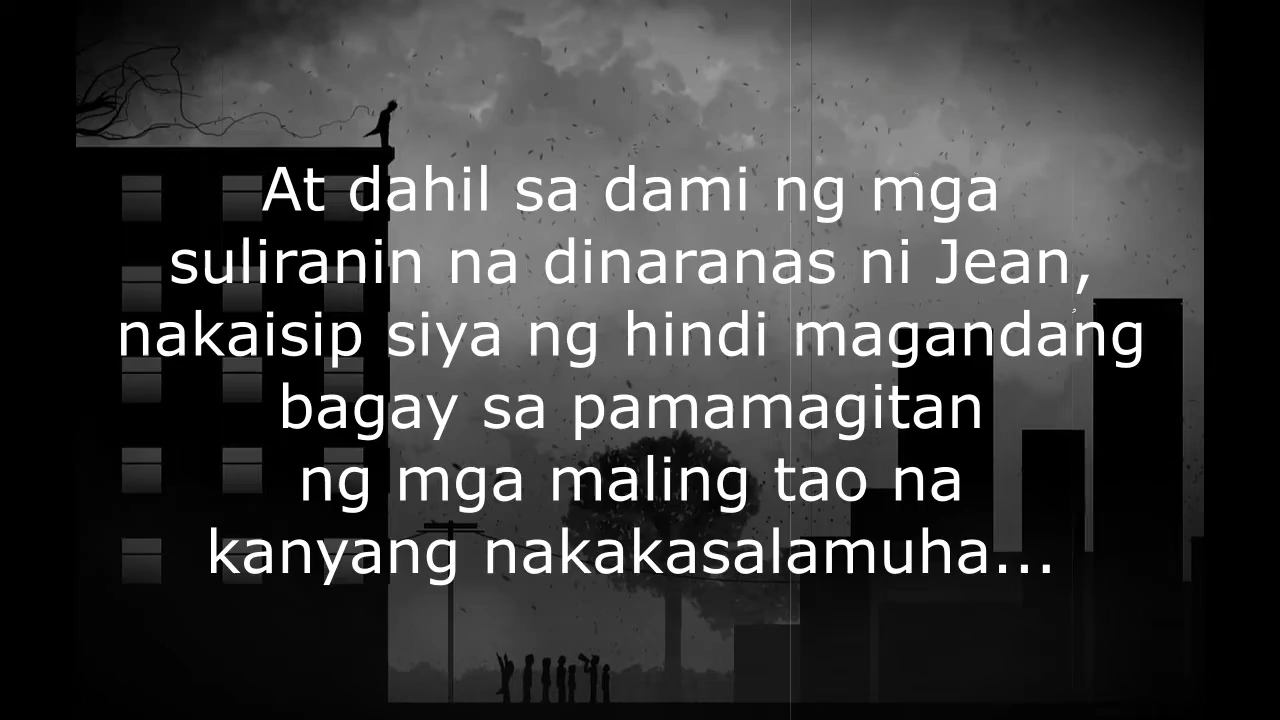 At dahil sa dami ng mga
suliranin na dinaranas ni Jean,
nakaisip siya ng hindi magandang
bagay sa pamamagitan
ng mga maling tao na
kanyang nakakasalamuha...